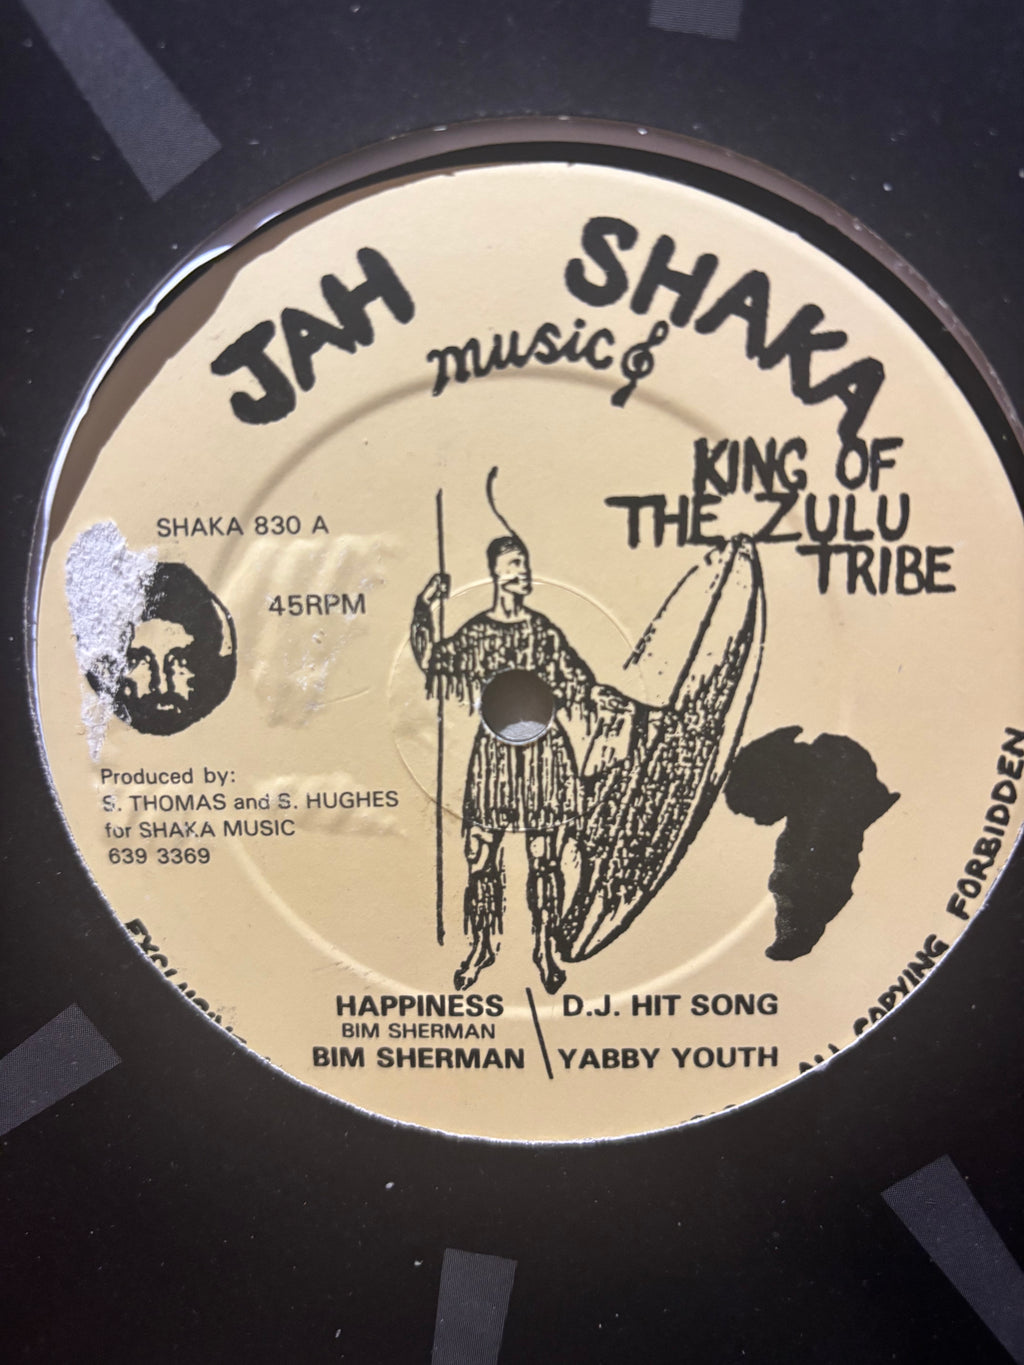 JAH SHAKA
music
KING OF
THE ZULU
TRIBE
SHAKA 830 A
45RPM
Produced by:
S. THOMAS and S. HUGHES
for SHAKA MUSIC
639 3369
HAPPINESS
BIM SHERMAN
BIM SHERMAN
D.J. HIT SONG
YABBY YOUTH
ALL COPYING FORBIDDEN